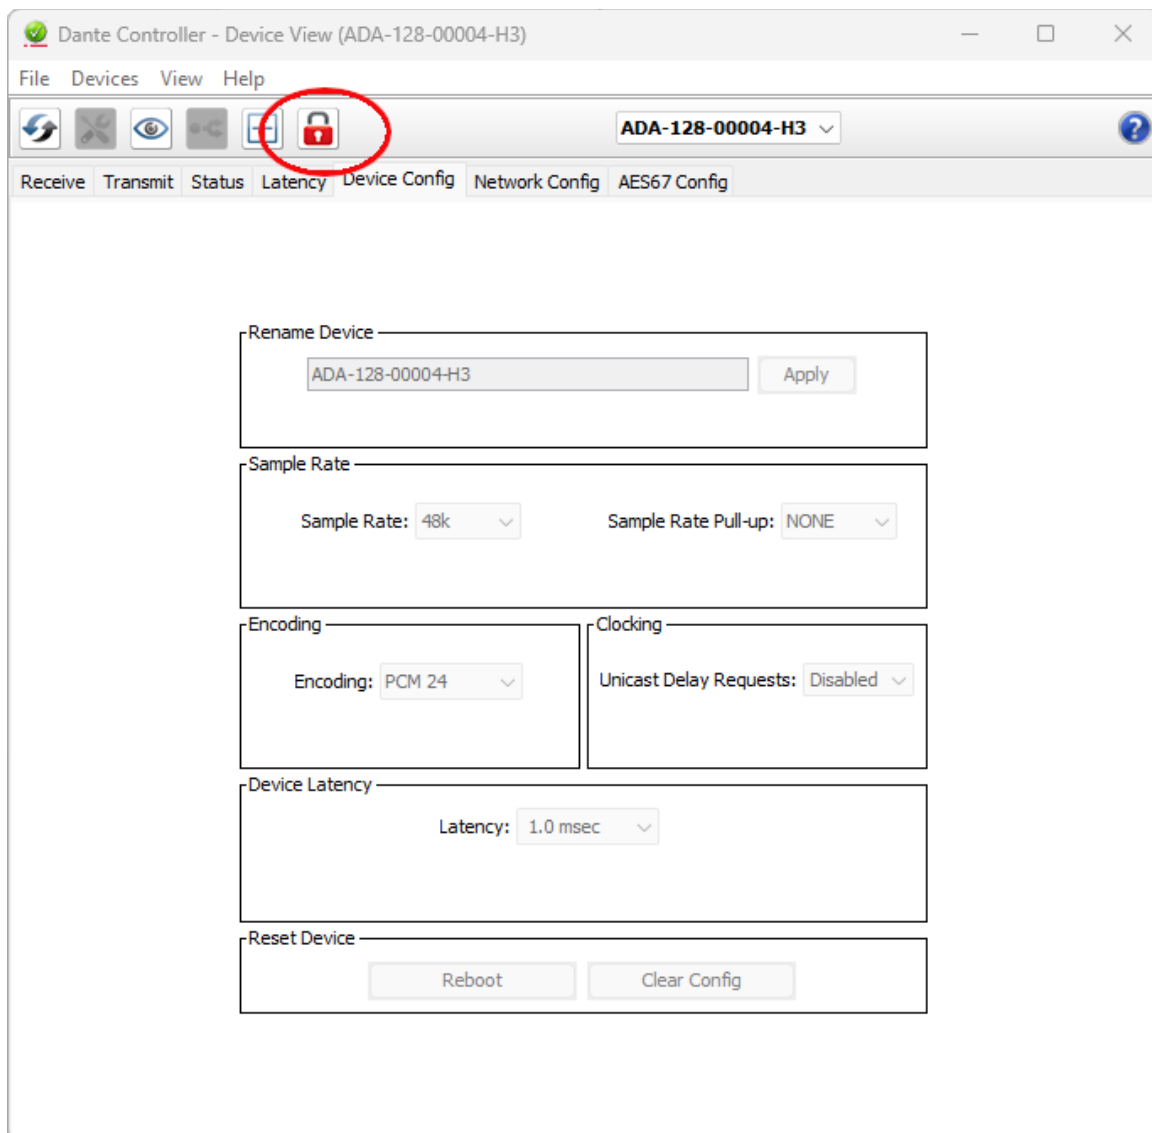 Dante Controller - Device View (ADA-128-00004-H3)
File Devices View Help
ADA-128-00004-H3
Receive Transmit Status Latency Device Config Network Config AES67 Config
Rename Device
ADA-128-00004-H3 Apply
Sample Rate
Sample Rate: 48k Sample Rate Pull-up: NONE
Encoding Clocking
Encoding: PCM 24 Unicast Delay Requests: Disabled
Device Latency
Latency: 1.0 msec
Reset Device
Reboot Clear Config